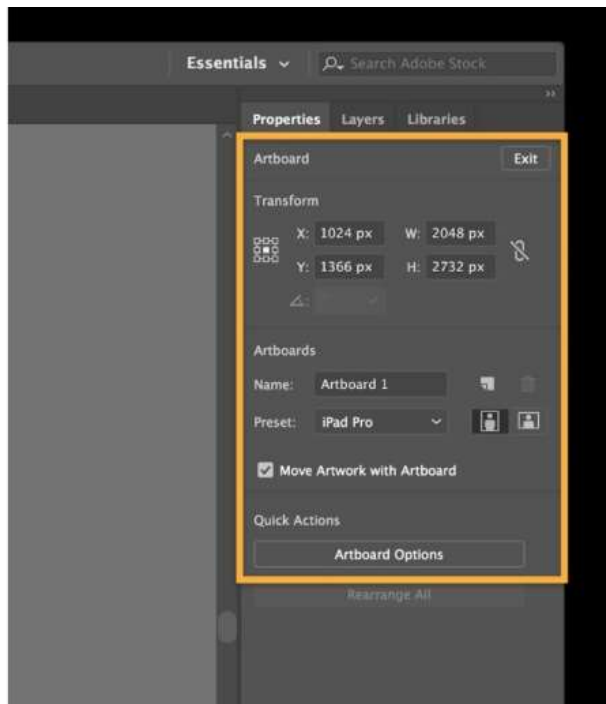 Essentials Search Adobe Stock
Properties Layers Libraries
Artboard Exit
Transform
X: 1024 px W: 2048 px
Y: 1366 px H: 2732 px
Artboards
Name: Artboard 1
Preset: iPad Pro
Move Artwork with Artboard
Quick Actions
Artboard Options
Rearrange All